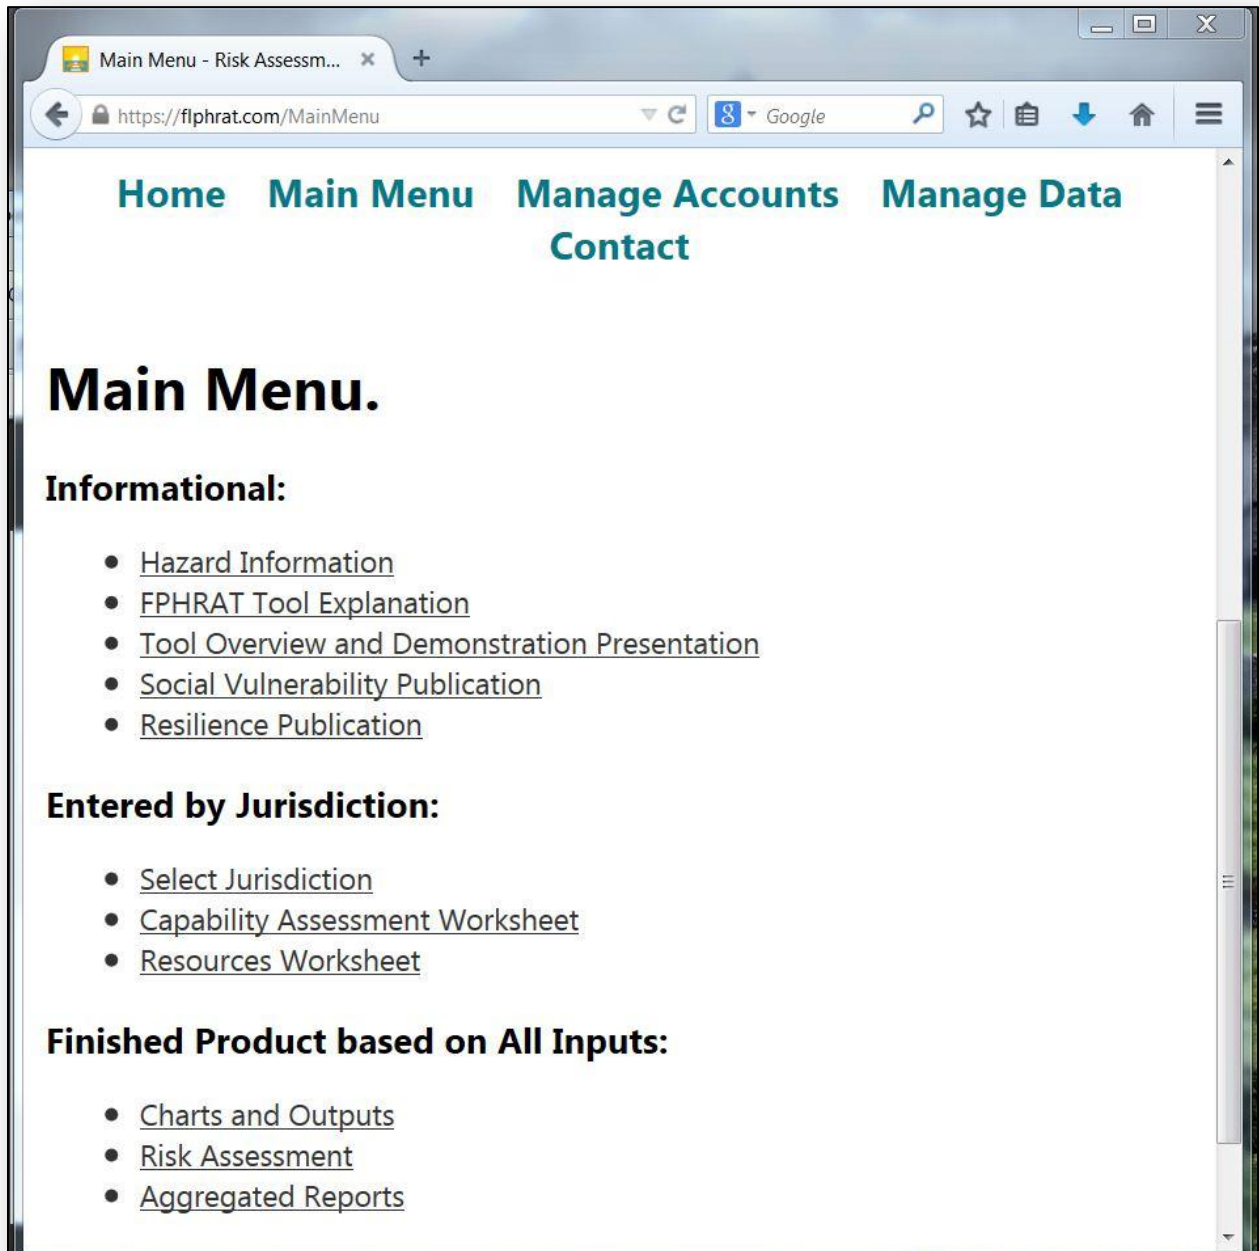 Main Menu - Risk Assessm...
https://flphrat.com/MainMenu
Google
Home Main Menu Manage Accounts Manage Data
Contact
Main Menu.
Informational:
Hazard Information
FPHRAT Tool Explanation
Tool Overview and Demonstration Presentation
Social Vulnerability Publication
Resilience Publication
Entered by Jurisdiction:
Select Jurisdiction
Capability Assessment Worksheet
Resources Worksheet
Finished Product based on All Inputs:
Charts and Outputs
Risk Assessment
Aggregated Reports